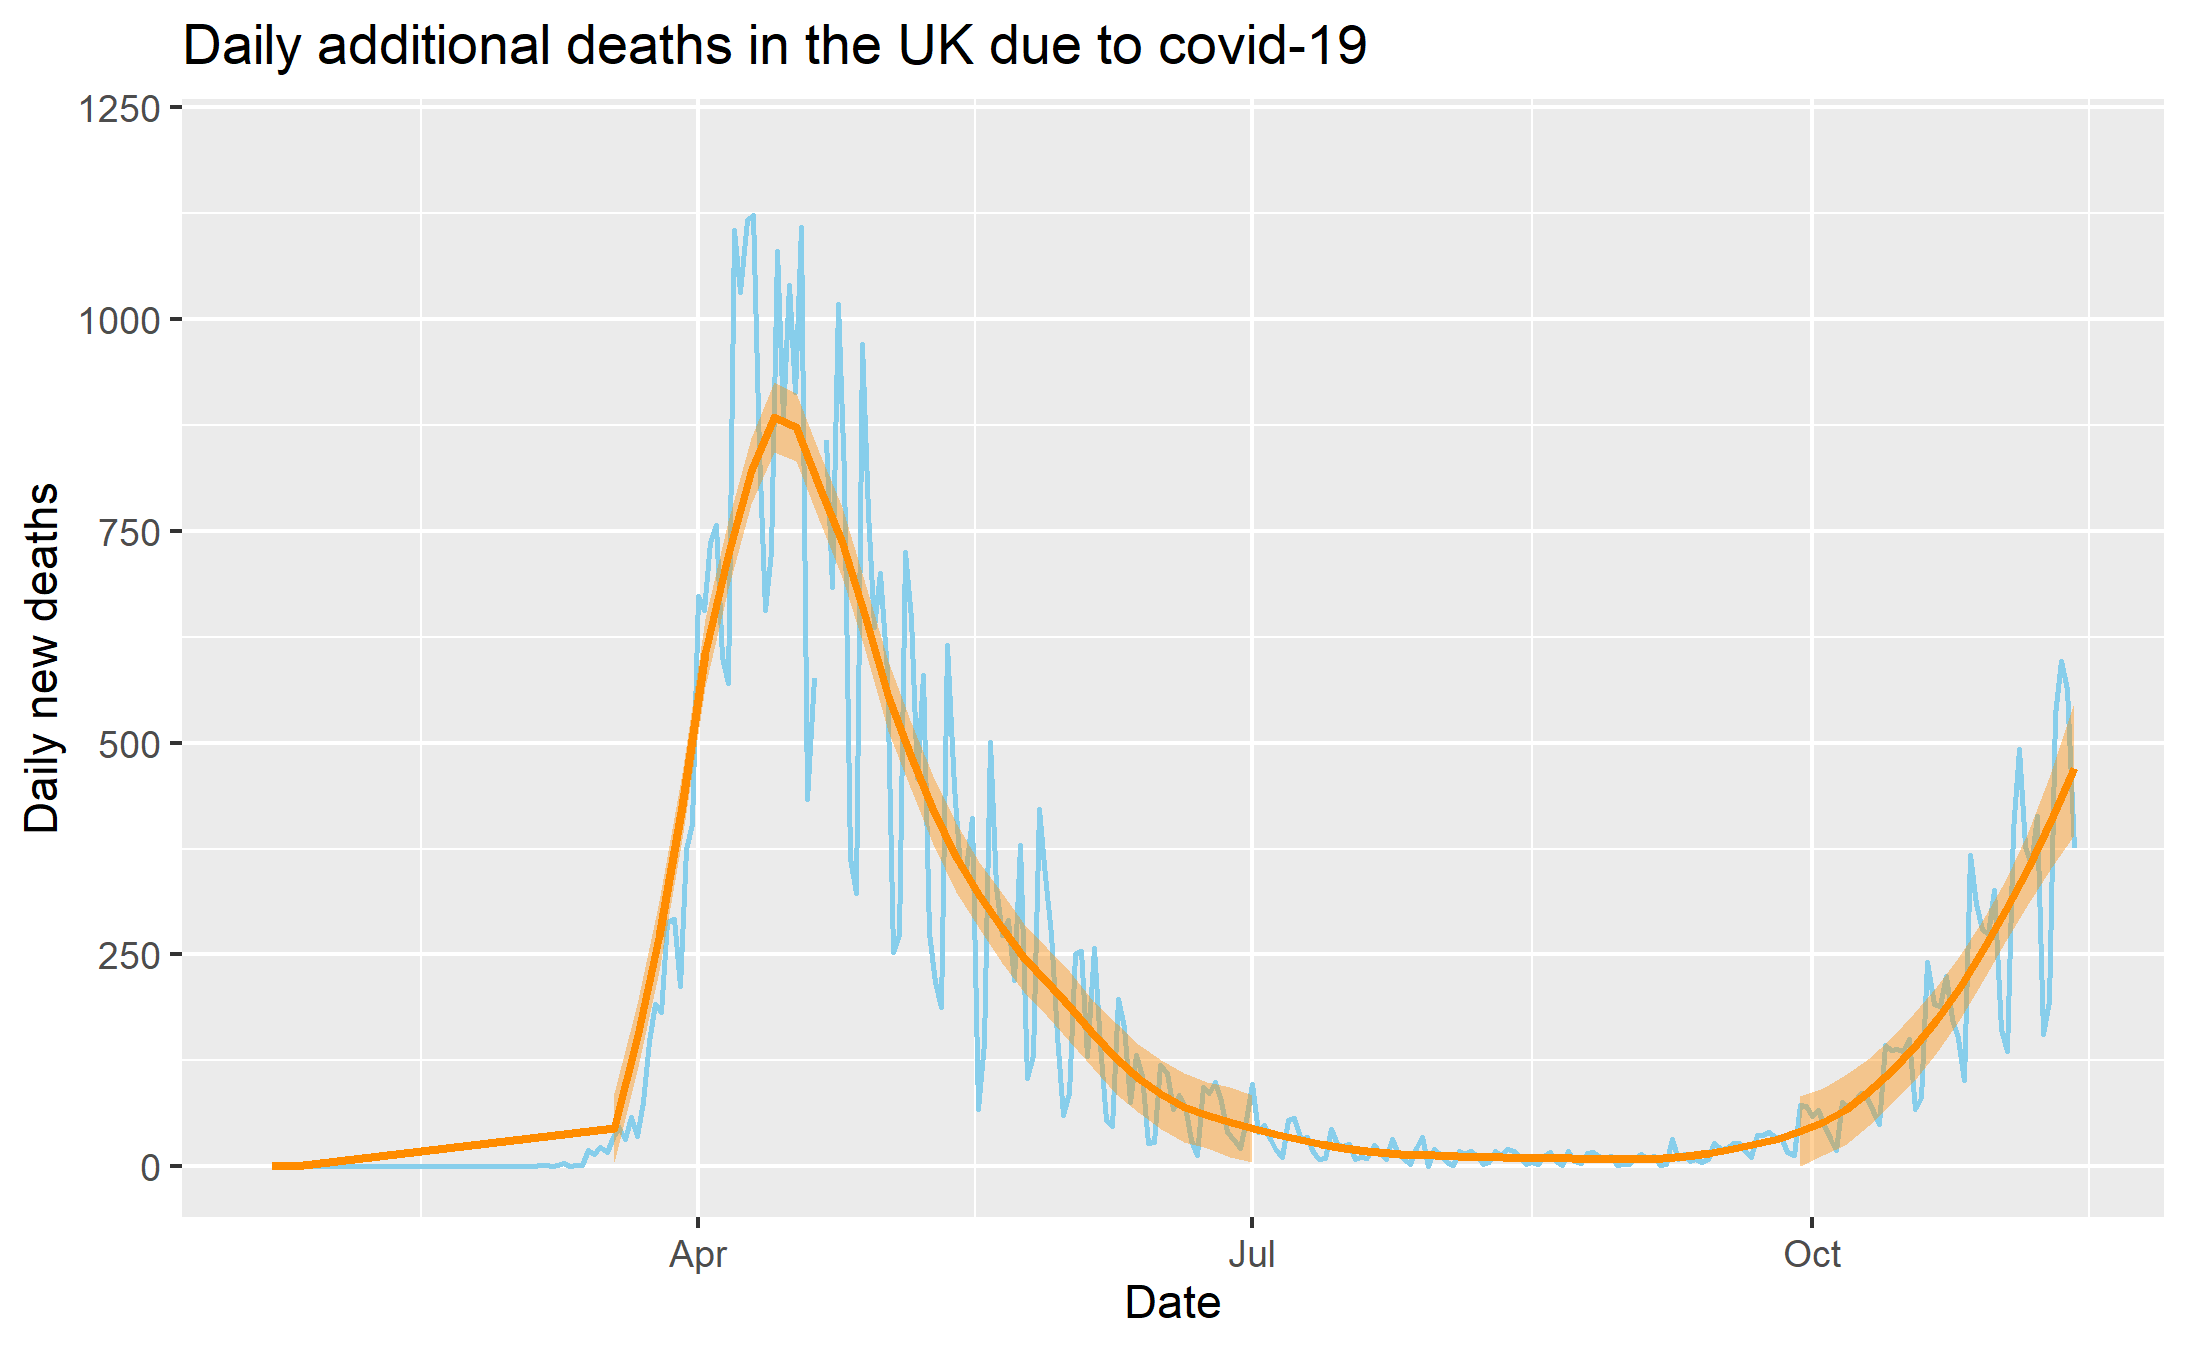 Daily additional deaths in the UK due to covid-19
1250
1000
750
500
250
0
Daily new deaths
Apr
Jul
Oct
Date